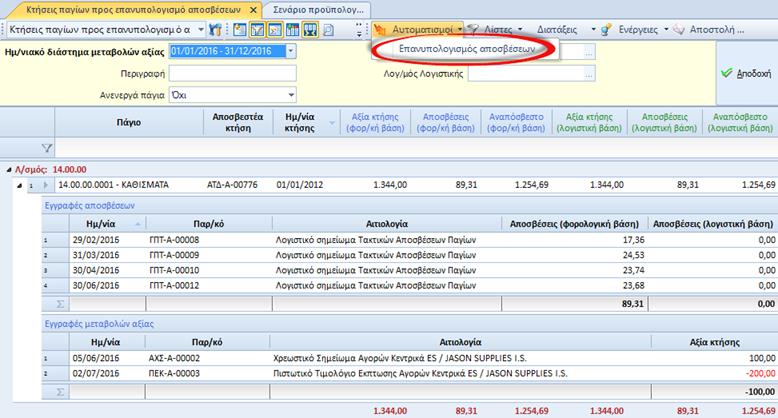 Κτήσεις παγίων προς επανυπολογισμό αποσβέσεων × Σενάριο προϋπολογ...
Κτήσεις παγίων προς επανυπολογισμό α Αυτοματισμοί Λίστες Διατάξεις Ενέργειες Αποστολή ...
Επανυπολογισμός αποσβέσεων
Ημ/νιακό διάστημα μεταβολών αξίας 01/01/2016 - 31/12/2016
Περιγραφή Λογ/μός Λογιστικής Αποδοχή
Ανενεργά πάγια Όχι
Πάγιο Αποσβεστέα κτήση Ημ/νία κτήσης Αξία κτήσης (φορ/κή βάση) Αποσβέσεις (φορ/κή βάση) Αναπόσβεστο (φορ/κή βάση) Αξία κτήσης (λογιστική βάση) Αποσβέσεις (λογιστική βάση) Αναπόσβεστο (λογιστική βάση)
Λ/σμός: 14.00.00
1 14.00.00.0001 - ΚΑΘΙΣΜΑΤΑ ΑΤΔ-Α-00776 01/01/2012 1.344,00 89,31 1.254,69 1.344,00 89,31 1.254,69
Εγγραφές αποσβέσεων
Ημ/νία Παρ/κό Αιτιολογία Αποσβέσεις (φορολογική βάση) Αποσβέσεις (λογιστική βάση)
1 29/02/2016 ΓΠΤ-Α-00008 Λογιστικό σημείωμα Τακτικών Αποσβέσεων Παγίων 17,36 0,00
2 31/03/2016 ΓΠΤ-Α-00009 Λογιστικό σημείωμα Τακτικών Αποσβέσεων Παγίων 24,53 0,00
3 30/04/2016 ΓΠΤ-Α-00010 Λογιστικό σημείωμα Τακτικών Αποσβέσεων Παγίων 23,74 0,00
4 30/06/2016 ΓΠΤ-Α-00012 Λογιστικό σημείωμα Τακτικών Αποσβέσεων Παγίων 23,68 0,00
Σ 89,31 0,00
Εγγραφές μεταβολών αξίας
Ημ/νία Παρ/κό Αιτιολογία Αξία κτήσης
1 05/06/2016 ΑΧΣ-Α-00002 Χρεωστικό Σημείωμα Αγορών Κεντρικά ES / JASON SUPPLIES I.S. 100,00
2 02/07/2016 ΠΕΚ-Α-00003 Πιστωτικό Τιμολόγιο Εκπτωσης Αγορών Κεντρικά ES / JASON SUPPLIES I.S. -200,00
Σ -100,00
1.344,00 89,31 1.254,69 1.344,00 89,31 1.254,69